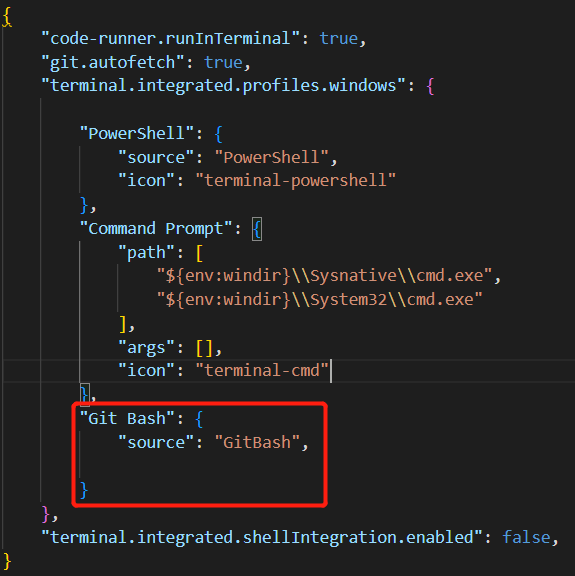 {
"code-runner.runInTerminal": true,
"git.autofetch": true,
"terminal.integrated.profiles.windows": {
"PowerShell": {
"source": "PowerShell",
"icon": "terminal-powershell"
},
"Command Prompt": {
"path": [
"${env:windir}\\Sysnative\\cmd.exe",
"${env:windir}\\System32\\cmd.exe"
],
"args": [],
"icon": "terminal-cmd"
},
"Git Bash": {
"source": "GitBash",
}
},
"terminal.integrated.shellIntegration.enabled": false,
}